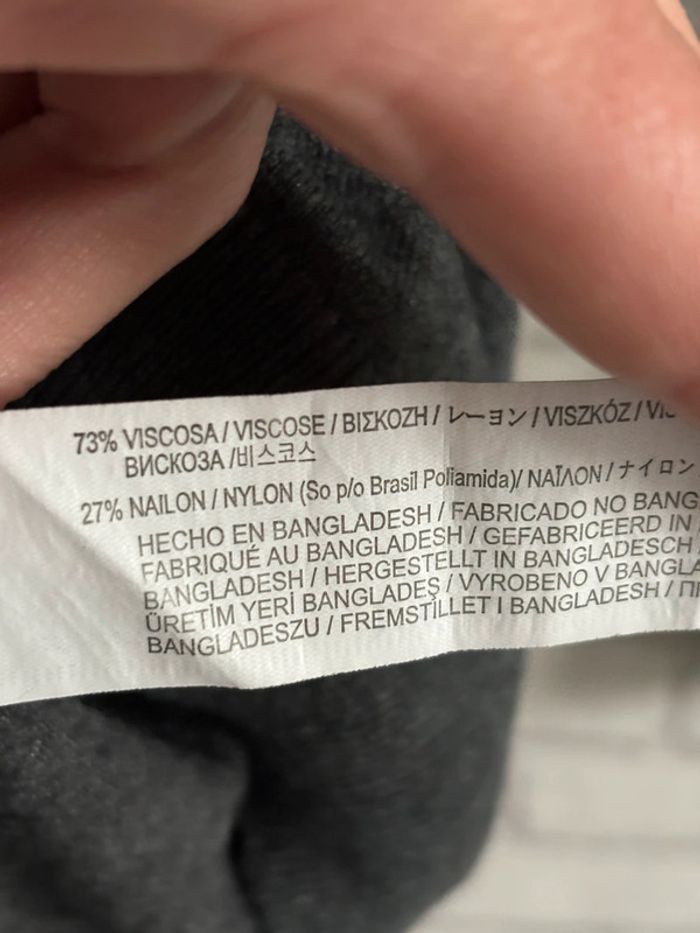 73% VISCOSA / VISCOSE / ΒΙΣΚΟΖΗ / レーヨン / VISZKÓZ /
ВИСКОЗА /비스코스
27% NAILON / NYLON (So p/o Brasil Poliamida)/ ΝΑΪΛΟΝ / ナイロン
HECHO EN BANGLADESH / FABRICADO NO BANG
FABRIQUÉ AU BANGLADESH / GEFABRICEERD IN
BANGLADESH / HERGESTELLT IN BANGLADESCH
ÜRETİM YERİ BANGLADEŞ / VYROBENO V BANGLA
BANGLADESZU / FREMSTILLET I BANGLADESH /